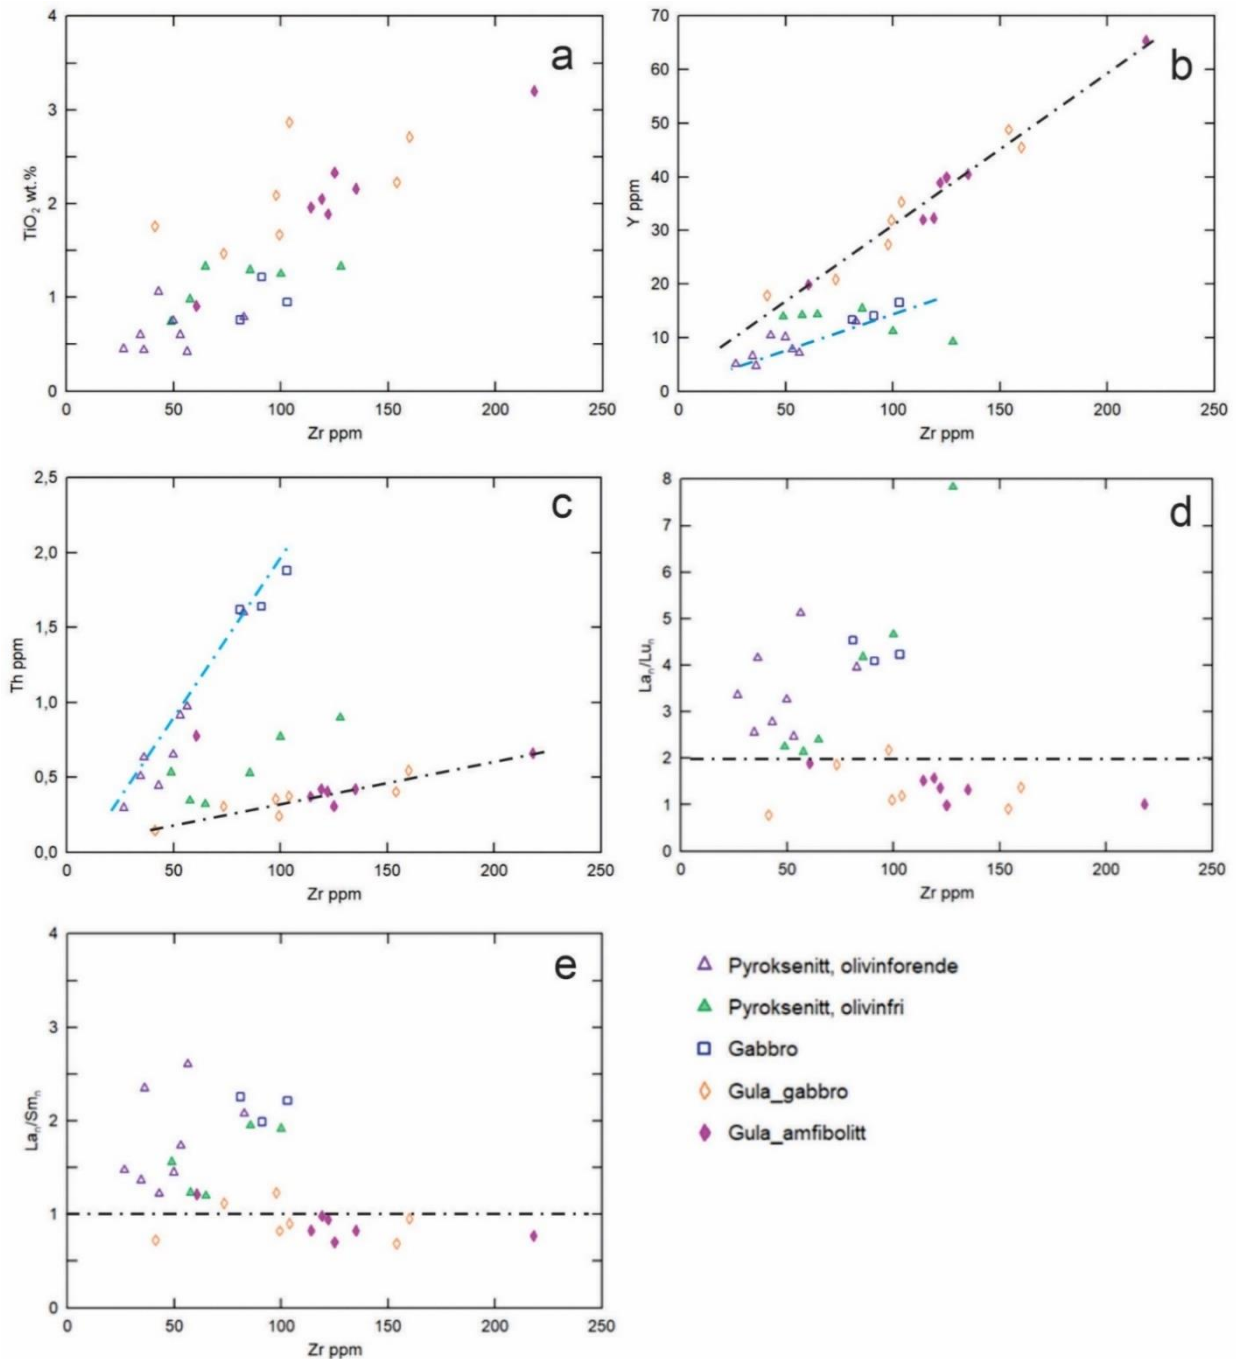 a
4
3
2
1
0
TiO₂ wt.%
0 50 100 150 200 250
Zr ppm
b
70
60
50
40
30
20
10
0
Y ppm
0 50 100 150 200 250
Zr ppm
c
2,5
2,0
1,5
1,0
0,5
0,0
Th ppm
0 50 100 150 200 250
Zr ppm
d
8
7
6
5
4
3
2
1
0
Laₙ/Luₙ
0 50 100 150 200 250
Zr ppm
e
4
3
2
1
0
Laₙ/Smₙ
0 50 100 150 200 250
Zr ppm
Pyroksenitt, olivinforende
Pyroksenitt, olivinfri
Gabbro
Gula_gabbro
Gula_amfibolitt